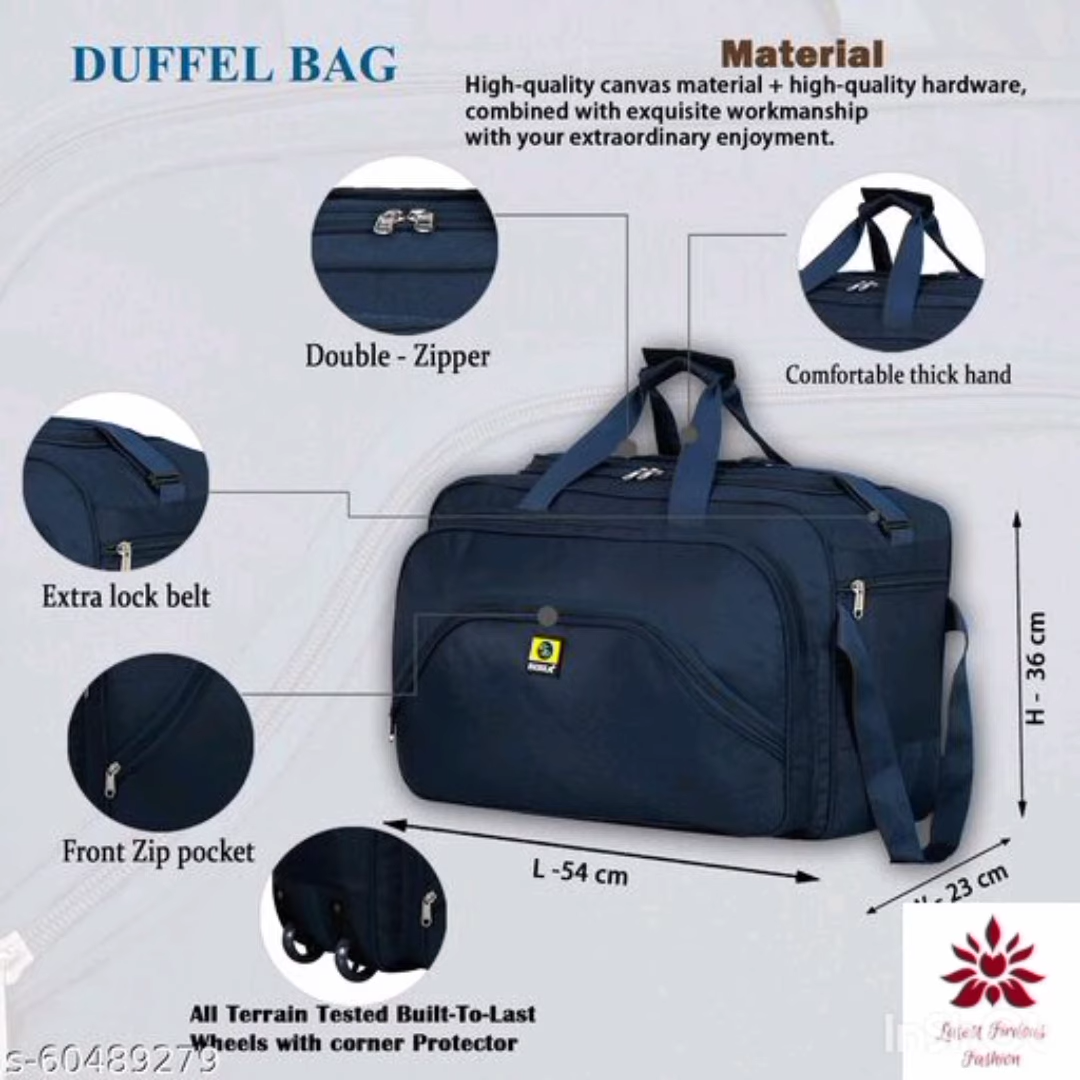 DUFFEL BAG
Material
High-quality canvas material + high-quality hardware,
combined with exquisite workmanship
with your extraordinary enjoyment.
Double - Zipper
Comfortable thick hand
Extra lock belt
H - 36 cm
Front Zip pocket
L -54 cm
- 23 cm
All Terrain Tested Built-To-Last
Wheels with corner Protector
s-60489279
Fashion